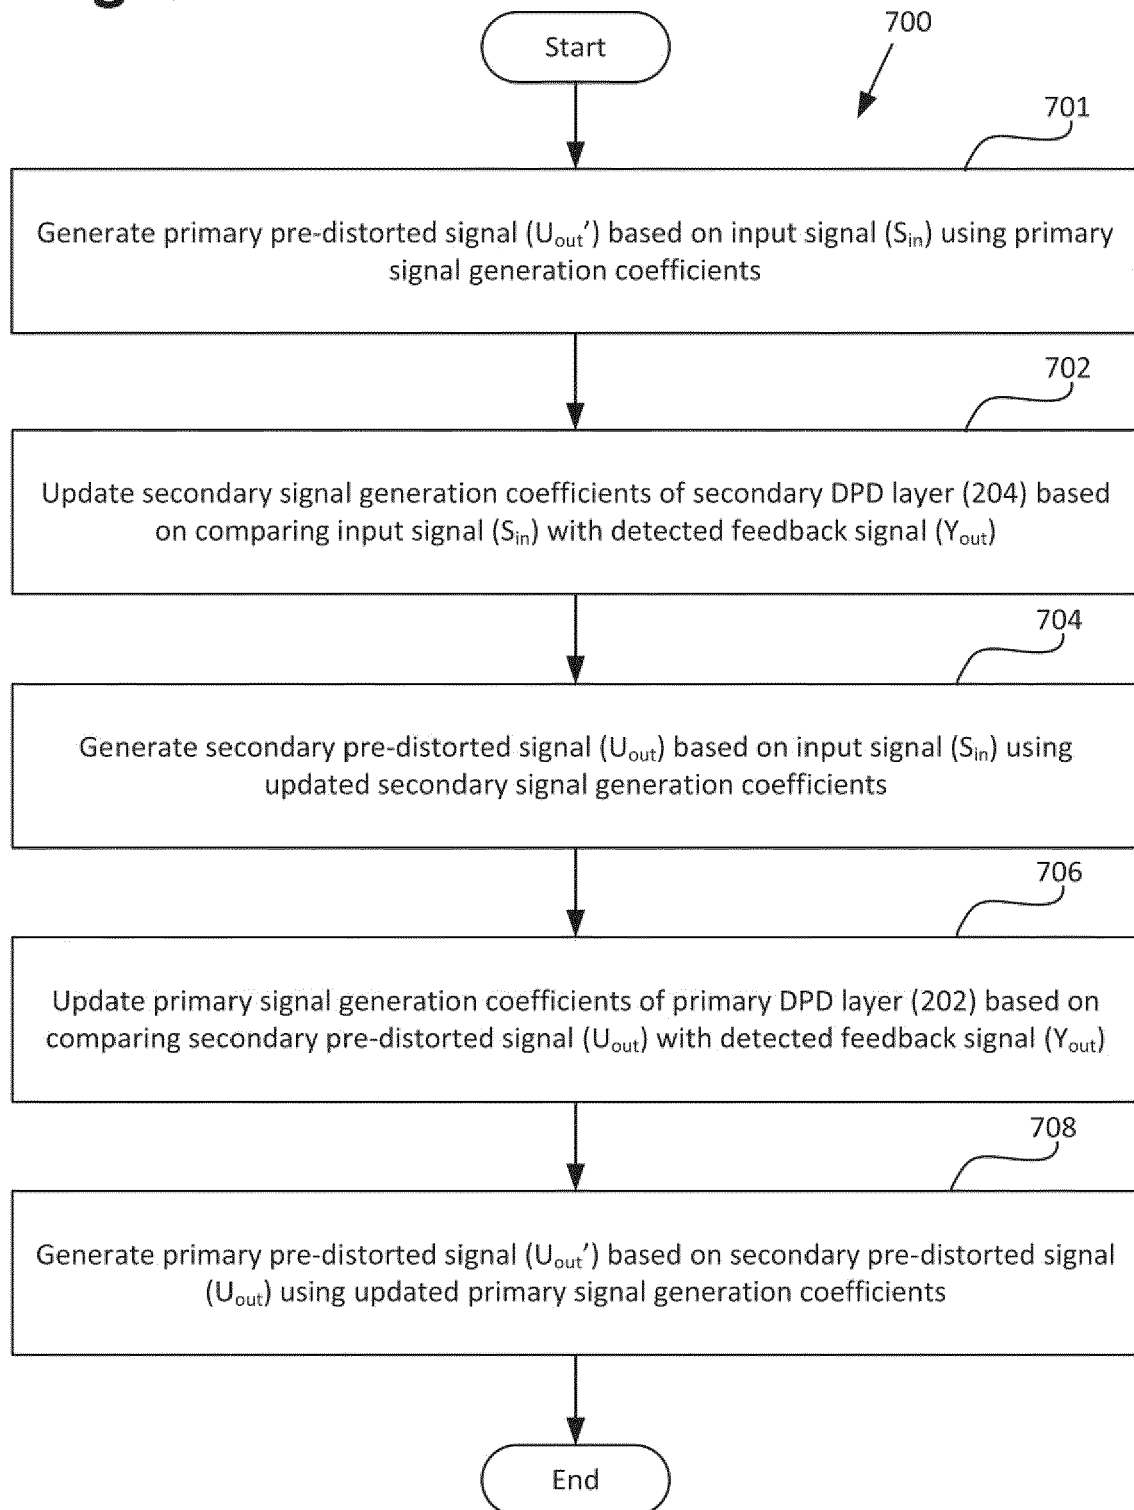 Start
700
701
Generate primary pre-distorted signal (Uout') based on input signal (Sin) using primary
signal generation coefficients
702
Update secondary signal generation coefficients of secondary DPD layer (204) based
on comparing input signal (Sin) with detected feedback signal (Yout)
704
Generate secondary pre-distorted signal (Uout) based on input signal (Sin) using
updated secondary signal generation coefficients
706
Update primary signal generation coefficients of primary DPD layer (202) based on
comparing secondary pre-distorted signal (Uout) with detected feedback signal (Yout)
708
Generate primary pre-distorted signal (Uout') based on secondary pre-distorted signal
(Uout) using updated primary signal generation coefficients
End